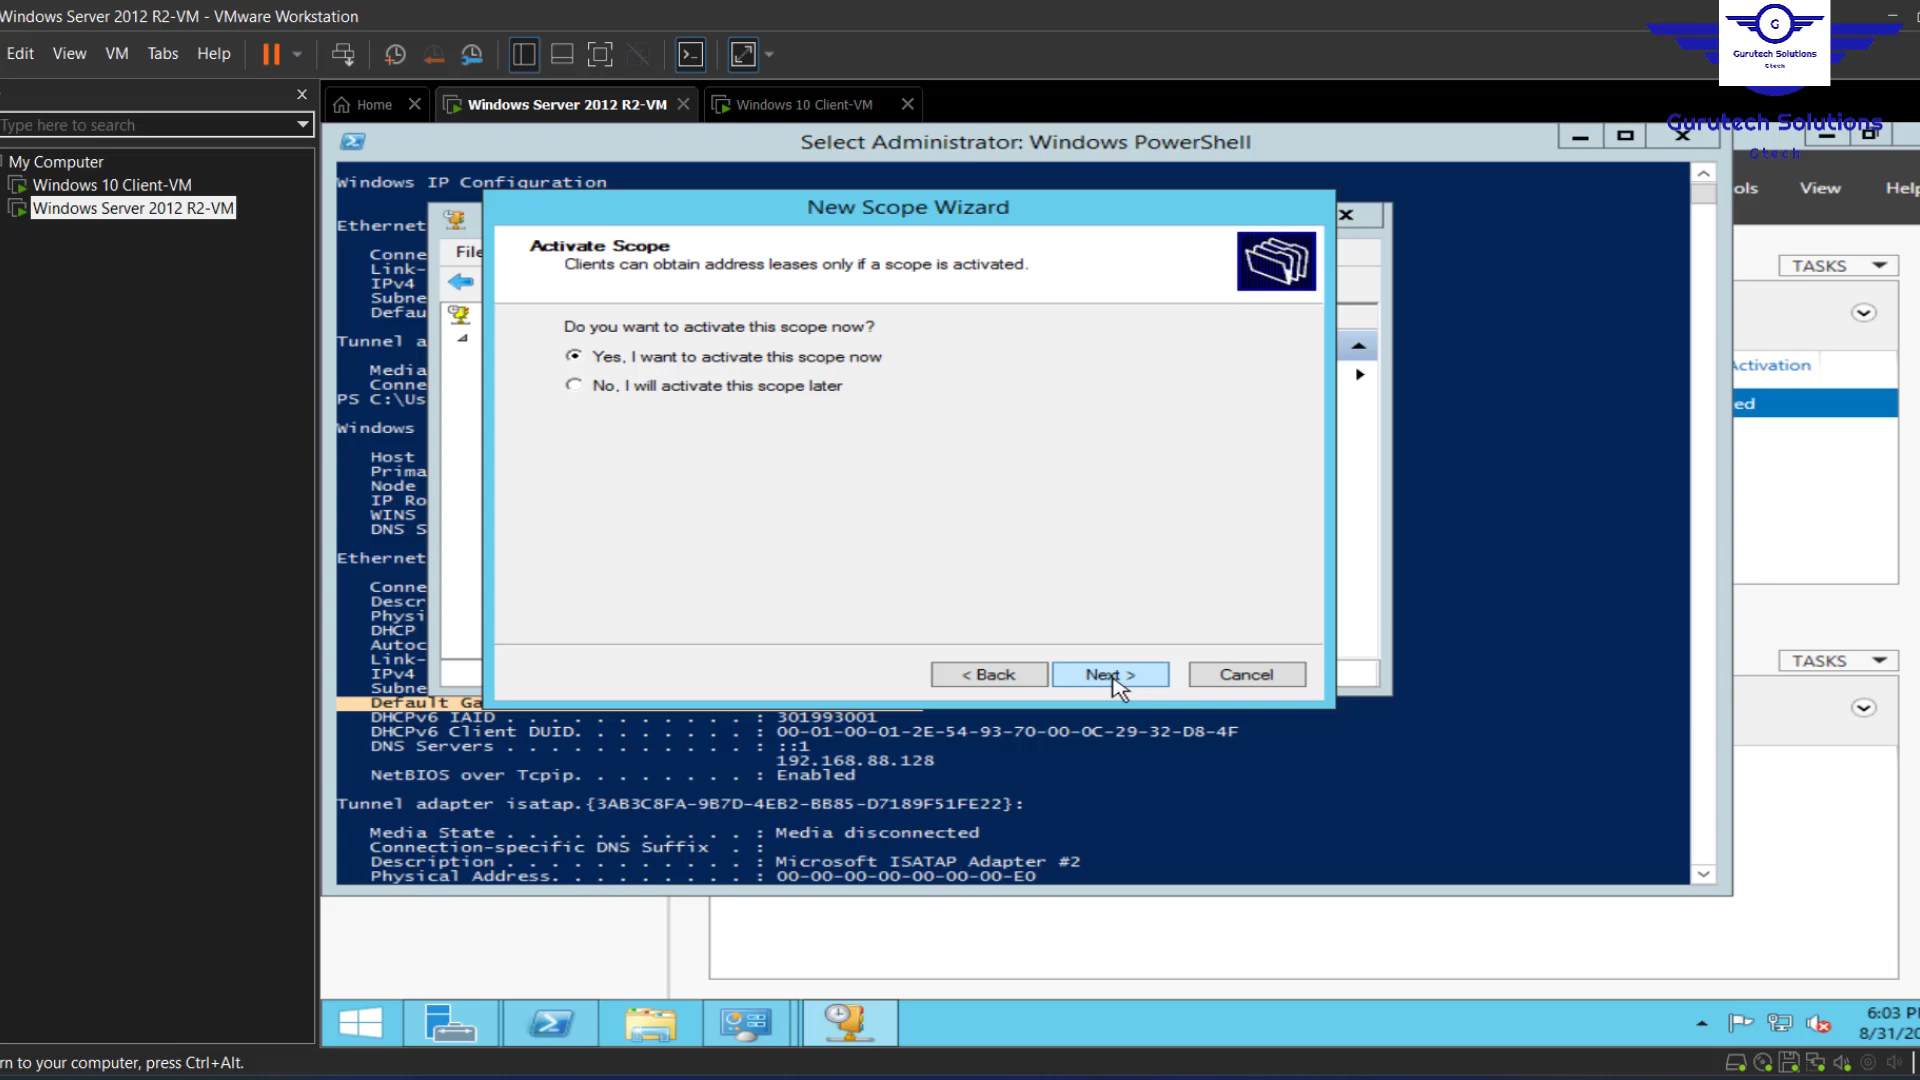 Windows Server 2012 R2-VM - VMware Workstation
Edit View VM Tabs Help
G
Gurutech Solutions
Gtech
Gurutech Solutions
Gtech
Type here to search
My Computer
Windows 10 Client-VM
Windows Server 2012 R2-VM
Home
Windows Server 2012 R2-VM
Windows 10 Client-VM
Select Administrator: Windows PowerShell
ols View Help
Windows IP Configuration
Ethernet
Conne
Link-
IPv4
Subne
Defau
Tunnel a
Media
Conne
PS C:\Us
Windows
Host
Prima
Node
IP Ro
WINS
DNS S
Ethernet
Conne
Descr
Physi
DHCP
Autoc
Link-
IPv4
Subne
Default Ga
DHCPv6 IAID . . . . . . . . . . . : 301993001
DHCPv6 Client DUID. . . . . . . . : 00-01-00-01-2E-54-93-70-00-0C-29-32-D8-4F
DNS Servers . . . . . . . . . . . : ::1
192.168.88.128
NetBIOS over Tcpip. . . . . . . . : Enabled
Tunnel adapter isatap.{3AB3C8FA-9B7D-4EB2-BB85-D7189F51FE22}:
Media State . . . . . . . . . . . : Media disconnected
Connection-specific DNS Suffix . :
Description . . . . . . . . . . . : Microsoft ISATAP Adapter #2
Physical Address. . . . . . . . . : 00-00-00-00-00-00-00-E0
File
New Scope Wizard
Activate Scope
Clients can obtain address leases only if a scope is activated.
Do you want to activate this scope now?
Yes, I want to activate this scope now
No, I will activate this scope later
< Back
Next >
Cancel
TASKS
Activation
ed
TASKS
6:03 P
8/31/20
rn to your computer, press Ctrl+Alt.